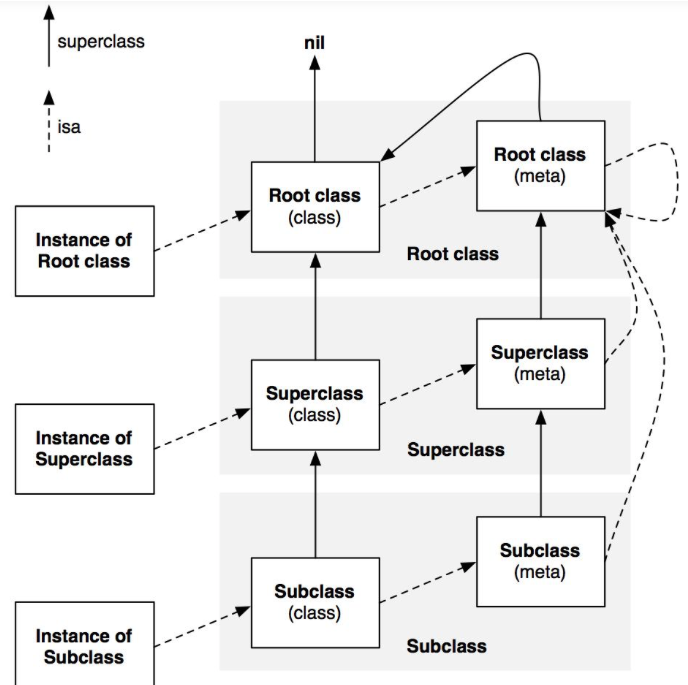 superclass
isa
nil
Root class
(meta)
Root class
(class)
Instance of
Root class
Root class
Superclass
(meta)
Superclass
(class)
Instance of
Superclass
Superclass
Subclass
(meta)
Subclass
(class)
Instance of
Subclass
Subclass